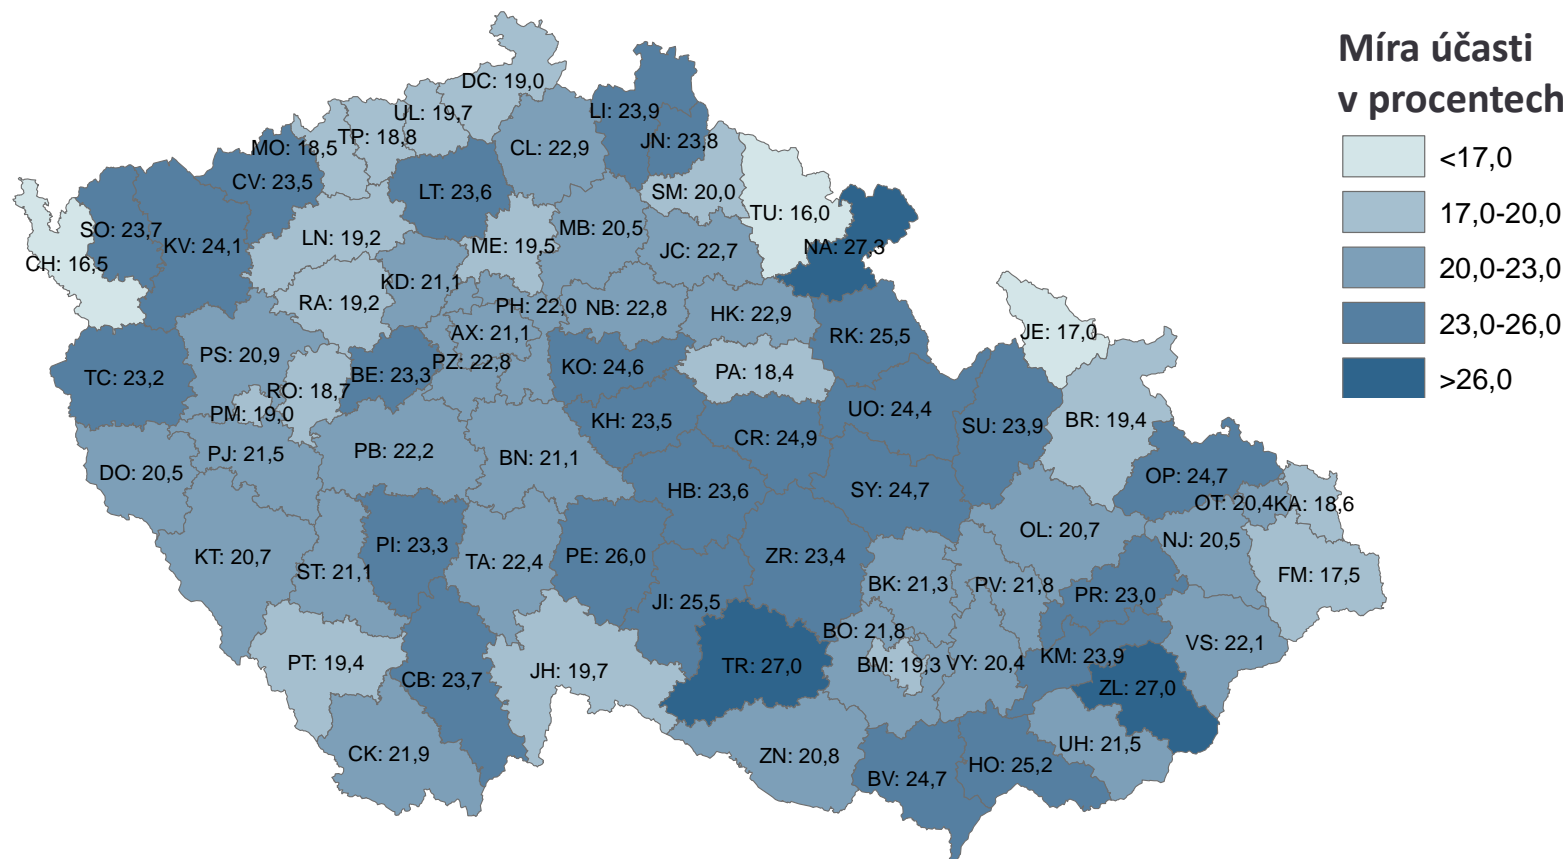 Míra účasti
v procentech
<17,0
17,0-20,0
20,0-23,0
23,0-26,0
>26,0
DC: 19,0
UL: 19,7
LI: 23,9
TP: 18,8
JN: 23,8
MO: 18,5
CL: 22,9
CV: 23,5
LT: 23,6
SM: 20,0
TU: 16,0
SO: 23,7
KV: 24,1
LN: 19,2
ME: 19,5
MB: 20,5
JC: 22,7
NA: 27,3
CH: 16,5
KD: 21,1
RA: 19,2
PH: 22,0
NB: 22,8
HK: 22,9
AX: 21,1
RK: 25,5
JE: 17,0
PS: 20,9
PZ: 22,8
KO: 24,6
PA: 18,4
TC: 23,2
BE: 23,3
RO: 18,7
PM: 19,0
KH: 23,5
CR: 24,9
UO: 24,4
SU: 23,9
BR: 19,4
PJ: 21,5
PB: 22,2
BN: 21,1
DO: 20,5
HB: 23,6
SY: 24,7
OP: 24,7
OT: 20,4
KA: 18,6
OL: 20,7
NJ: 20,5
KT: 20,7
PI: 23,3
ST: 21,1
TA: 22,4
PE: 26,0
ZR: 23,4
BK: 21,3
PV: 21,8
PR: 23,0
FM: 17,5
JI: 25,5
BO: 21,8
VS: 22,1
PT: 19,4
CB: 23,7
JH: 19,7
TR: 27,0
BM: 19,3
VY: 20,4
KM: 23,9
ZL: 27,0
CK: 21,9
ZN: 20,8
BV: 24,7
HO: 25,2
UH: 21,5